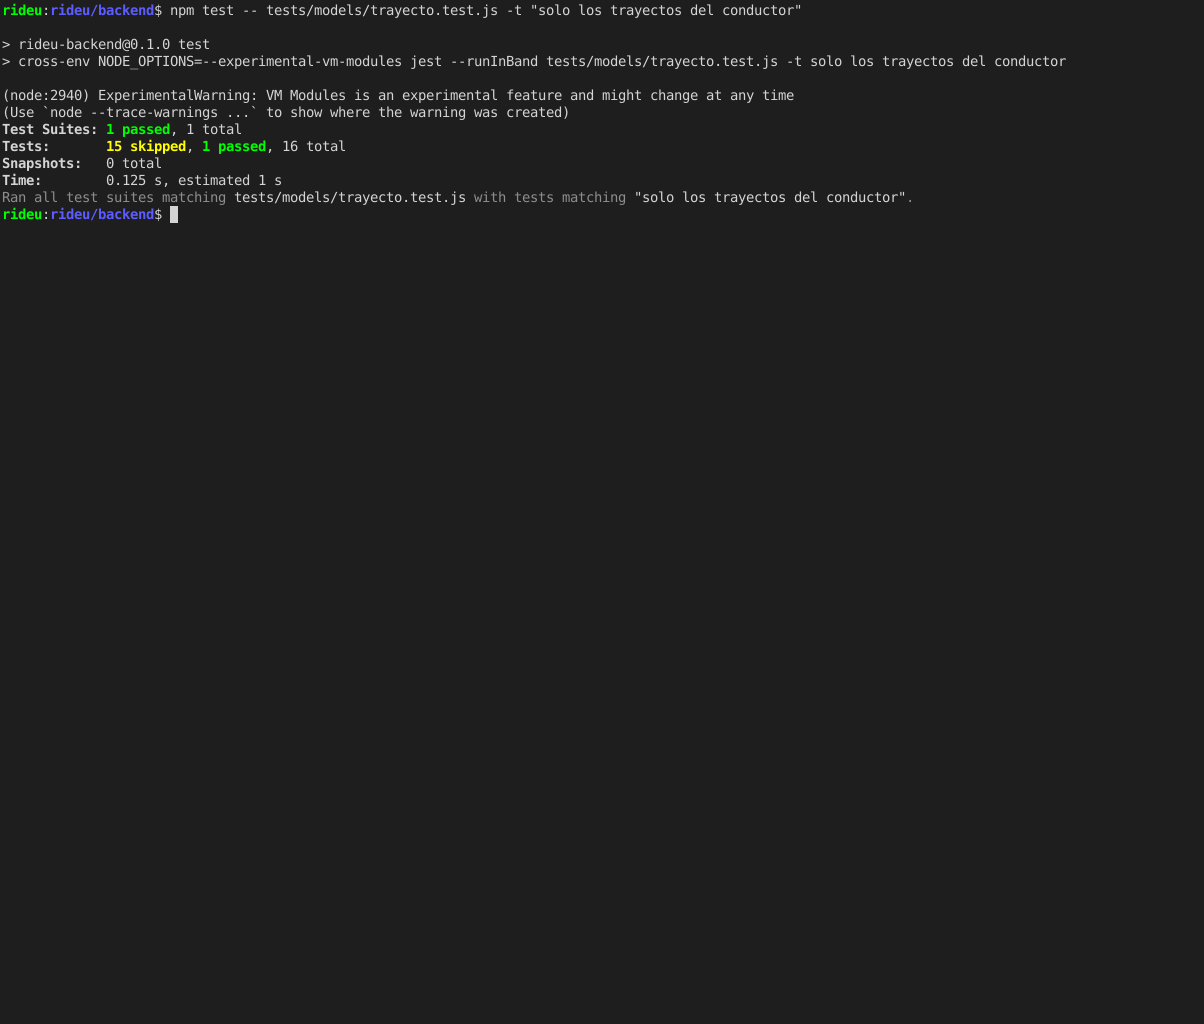 rideu:rideu/backend$ npm test -- tests/models/trayecto.test.js -t "solo los trayectos del conductor"
> rideu-backend@0.1.0 test
> cross-env NODE_OPTIONS=--experimental-vm-modules jest --runInBand tests/models/trayecto.test.js -t solo los trayectos del conductor
(node:2940) ExperimentalWarning: VM Modules is an experimental feature and might change at any time
(Use `node --trace-warnings ...` to show where the warning was created)
Test Suites: 1 passed, 1 total
Tests:       15 skipped, 1 passed, 16 total
Snapshots:   0 total
Time:        0.125 s, estimated 1 s
Ran all test suites matching tests/models/trayecto.test.js with tests matching "solo los trayectos del conductor".
rideu:rideu/backend$